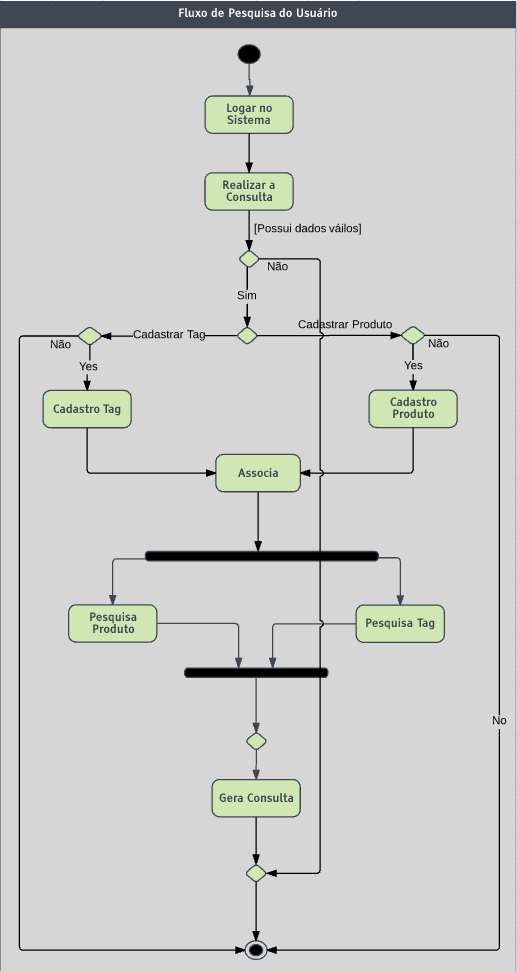 Fluxo de Pesquisa do Usuário
Logar no
Sistema
Realizar a
Consulta
[Possui dados váilos]
Não
Sim
Cadastrar Tag
Cadastrar Produto
Não
Não
Yes
Yes
Cadastro Tag
Cadastro
Produto
Associa
Pesquisa
Produto
Pesquisa Tag
No
Gera Consulta